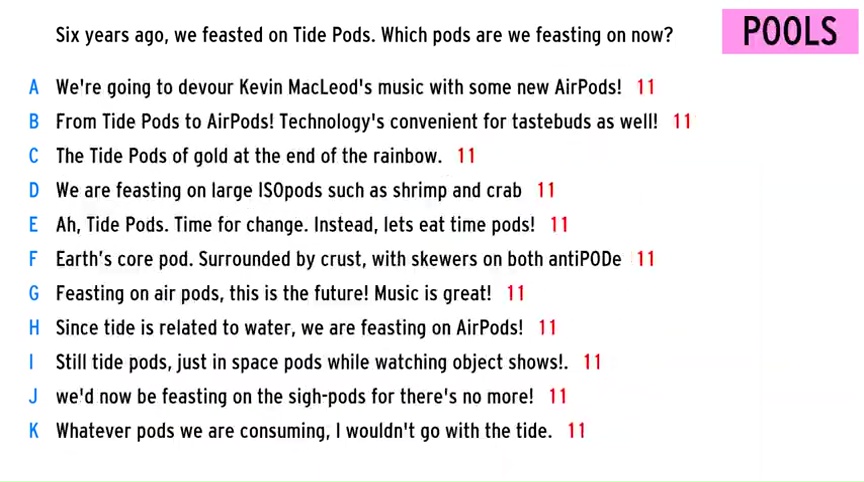 Six years ago, we feasted on Tide Pods. Which pods are we feasting on now?
POOLS
A We're going to devour Kevin MacLeod's music with some new AirPods! 11
B From Tide Pods to AirPods! Technology's convenient for tastebuds as well! 11
C The Tide Pods of gold at the end of the rainbow. 11
D We are feasting on large ISOpods such as shrimp and crab 11
E Ah, Tide Pods. Time for change. Instead, lets eat time pods! 11
F Earth's core pod. Surrounded by crust, with skewers on both antiPODe 11
G Feasting on air pods, this is the future! Music is great! 11
H Since tide is related to water, we are feasting on AirPods! 11
I Still tide pods, just in space pods while watching object shows!. 11
J we'd now be feasting on the sigh-pods for there's no more! 11
K Whatever pods we are consuming, I wouldn't go with the tide. 11